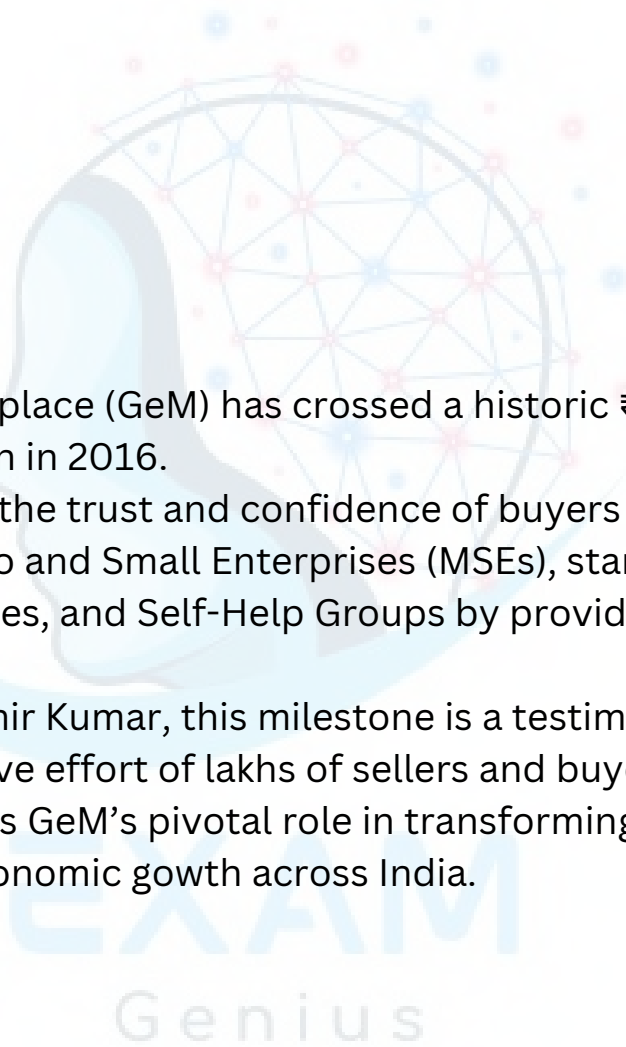 place (GeM) has crossed a historic ₹
n in 2016.
the trust and confidence of buyers
o and Small Enterprises (MSEs), star
es, and Self-Help Groups by provid
nir Kumar, this milestone is a testim
ve effort of lakhs of sellers and buye
s GeM’s pivotal role in transforming
onomic gowth across India.
EXAM
Genius